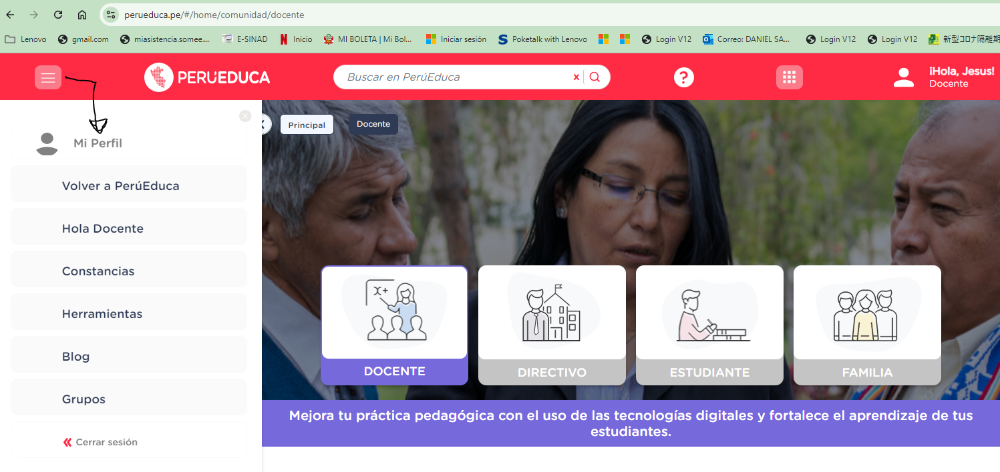 perueduca.pe/#/home/comunidad/docente
Lenovo gmail.com miasistencia.somee.... E-SINAD Inicio MI BOLETA | Mi Bol... Iniciar sesión Poketalk with Lenovo Login V12 Correo: DANIEL SA... Login V12 Login V12 新型コロナ隔離期
PERÚEDUCA Buscar en PerúEduca x ? ¡Hola, Jesus!
Docente
Mi Perfil
Volver a PerúEduca
Hola Docente
Constancias
Herramientas
Blog
Grupos
Cerrar sesión
Principal Docente
X+
DOCENTE DIRECTIVO ESTUDIANTE FAMILIA
Mejora tu práctica pedagógica con el uso de las tecnologías digitales y fortalece el aprendizaje de tus
estudiantes.